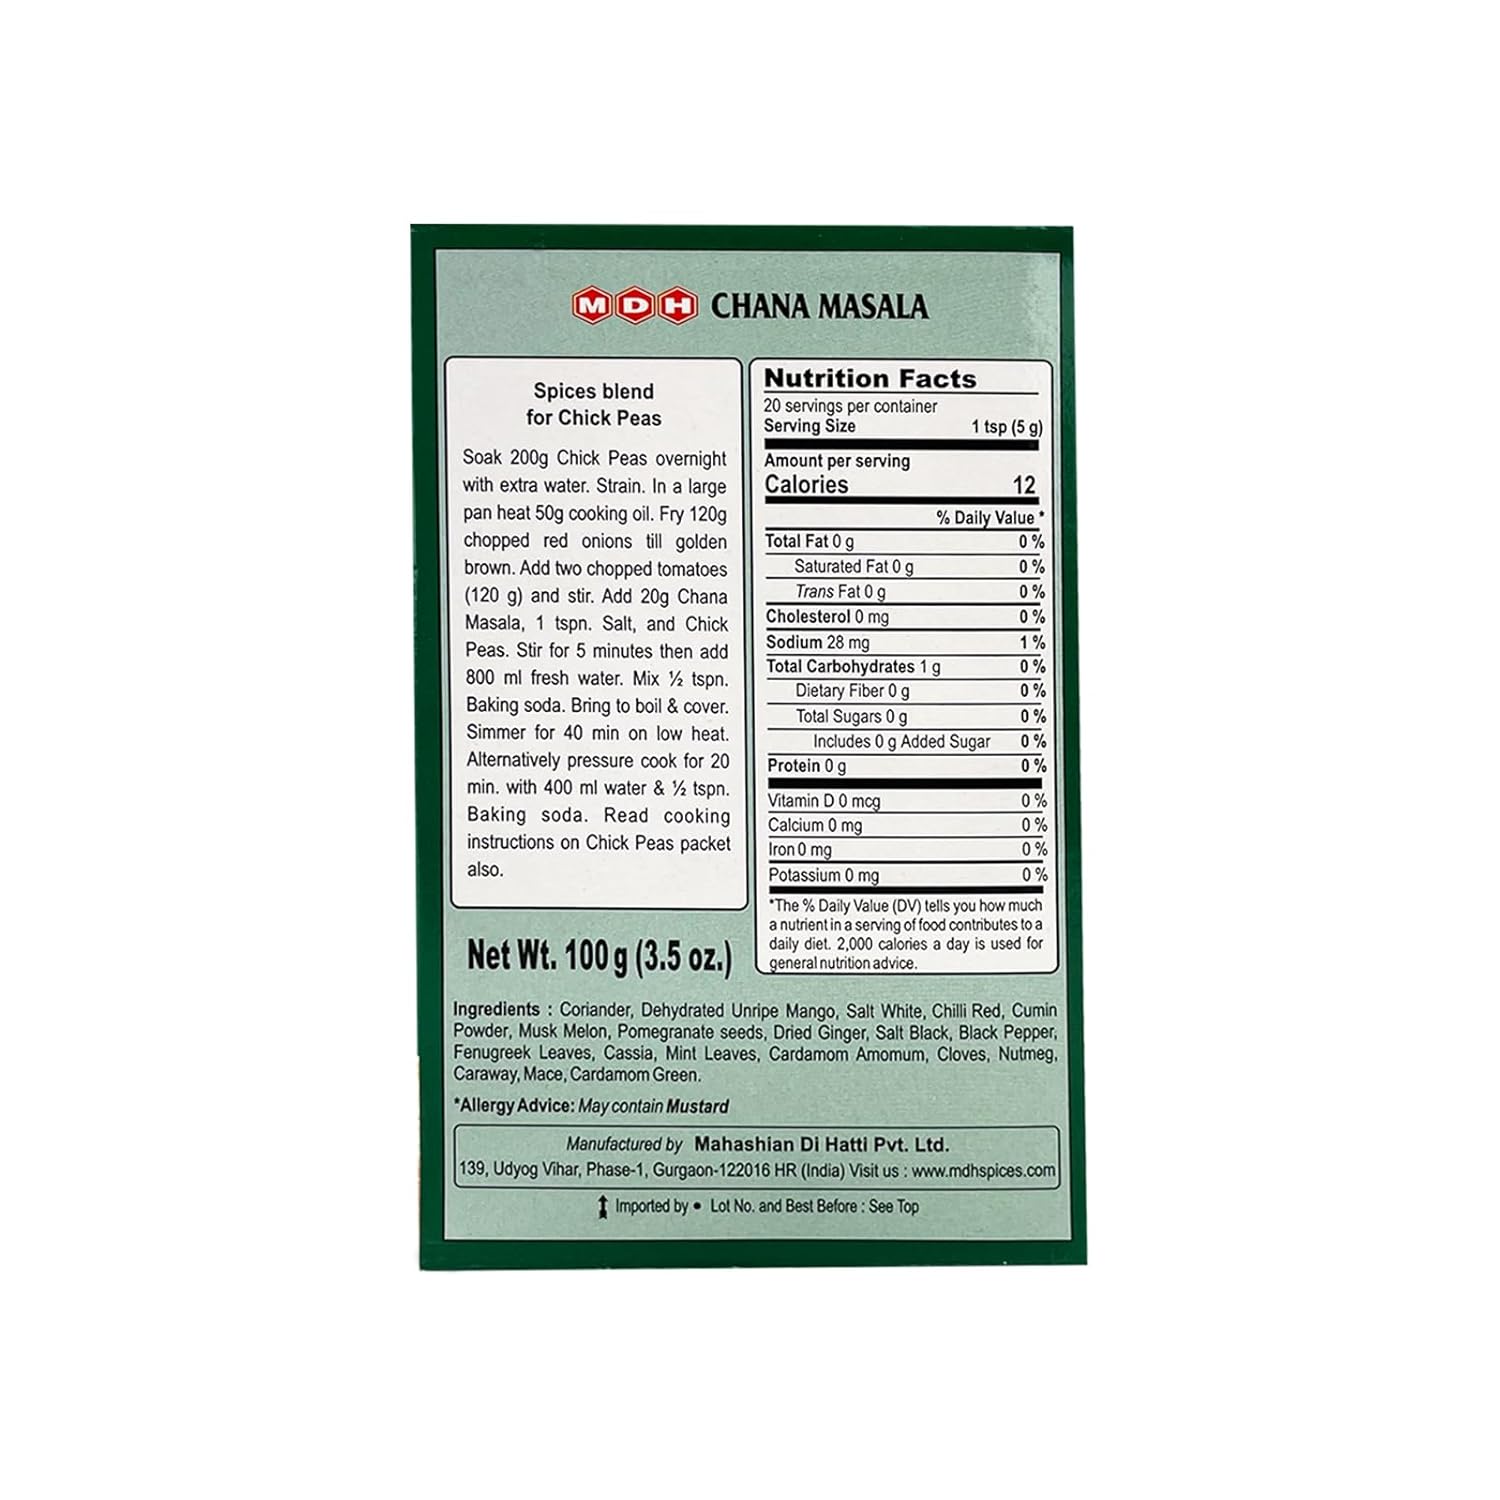 MDH CHANA MASALA
Spices blend
for Chick Peas
Soak 200g Chick Peas overnight
with extra water. Strain. In a large
pan heat 50g cooking oil. Fry 120g
chopped red onions till golden
brown. Add two chopped tomatoes
(120 g) and stir. Add 20g Chana
Masala, 1 tspn. Salt, and Chick
Peas. Stir for 5 minutes then add
800 ml fresh water. Mix ½ tspn.
Baking soda. Bring to boil & cover.
Simmer for 40 min on low heat.
Alternatively pressure cook for 20
min. with 400 ml water & ½ tspn.
Baking soda. Read cooking
instructions on Chick Peas packet
also.
Net Wt. 100 g (3.5 oz.)
Nutrition Facts
20 servings per container
Serving Size 1 tsp (5 g)
Amount per serving
Calories 12
% Daily Value *
Total Fat 0 g 0 %
Saturated Fat 0 g 0 %
Trans Fat 0 g 0 %
Cholesterol 0 mg 0 %
Sodium 28 mg 1 %
Total Carbohydrates 1 g 0 %
Dietary Fiber 0 g 0 %
Total Sugars 0 g 0 %
Includes 0 g Added Sugar 0 %
Protein 0 g 0 %
Vitamin D 0 mcg 0 %
Calcium 0 mg 0 %
Iron 0 mg 0 %
Potassium 0 mg 0 %
*The % Daily Value (DV) tells you how much
a nutrient in a serving of food contributes to a
daily diet. 2,000 calories a day is used for
general nutrition advice.
Ingredients : Coriander, Dehydrated Unripe Mango, Salt White, Chilli Red, Cumin
Powder, Musk Melon, Pomegranate seeds, Dried Ginger, Salt Black, Black Pepper,
Fenugreek Leaves, Cassia, Mint Leaves, Cardamom Amomum, Cloves, Nutmeg,
Caraway, Mace, Cardamom Green.
*Allergy Advice: May contain Mustard
Manufactured by Mahashian Di Hatti Pvt. Ltd.
139, Udyog Vihar, Phase-1, Gurgaon-122016 HR (India) Visit us : www.mdhspices.com
Imported by • Lot No. and Best Before : See Top